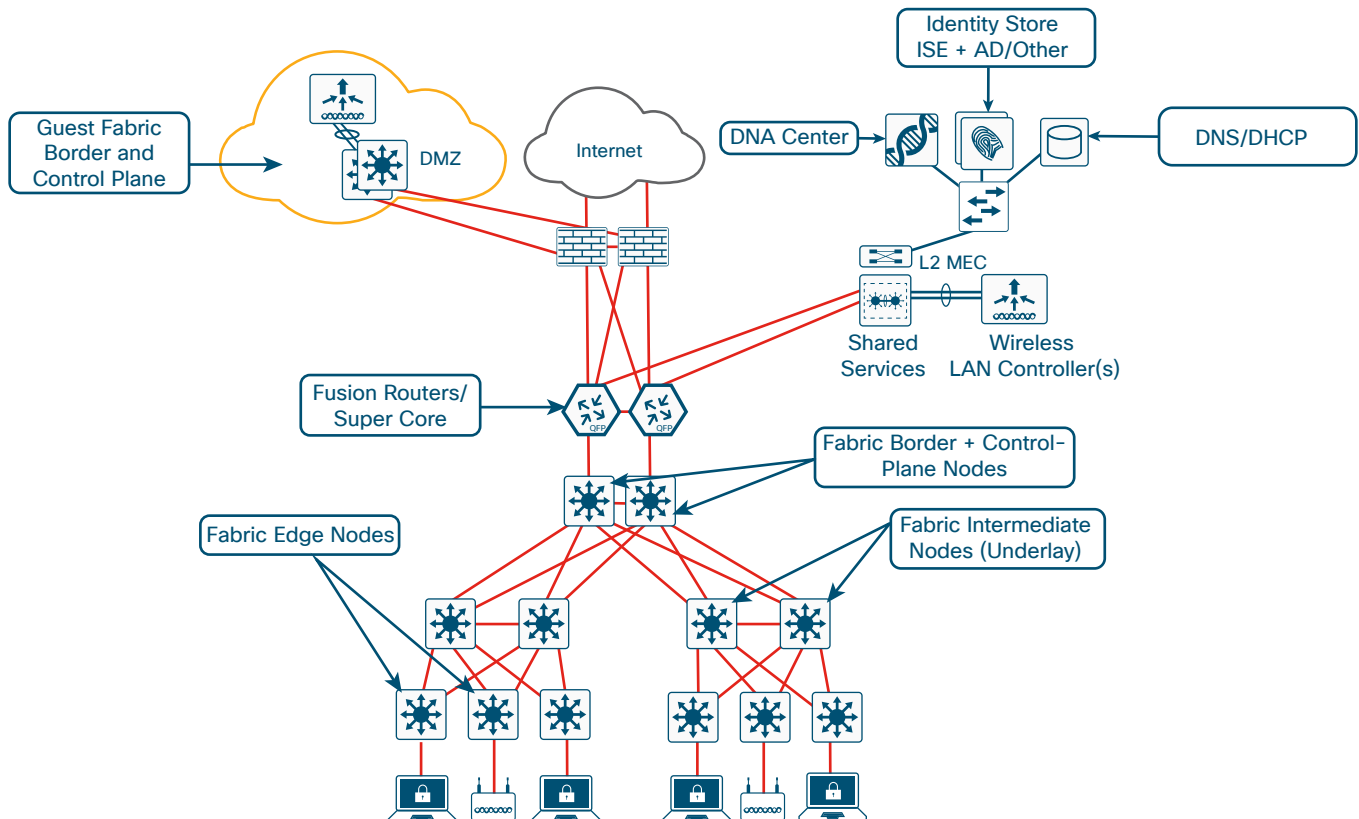 Identity Store
ISE + AD/Other
Guest Fabric
Border and
Control Plane
DMZ
Internet
DNA Center
DNS/DHCP
L2 MEC
Shared
Services
Wireless
LAN Controller(s)
Fusion Routers/
Super Core
QFP
QFP
Fabric Border + Control-
Plane Nodes
Fabric Edge Nodes
Fabric Intermediate
Nodes (Underlay)